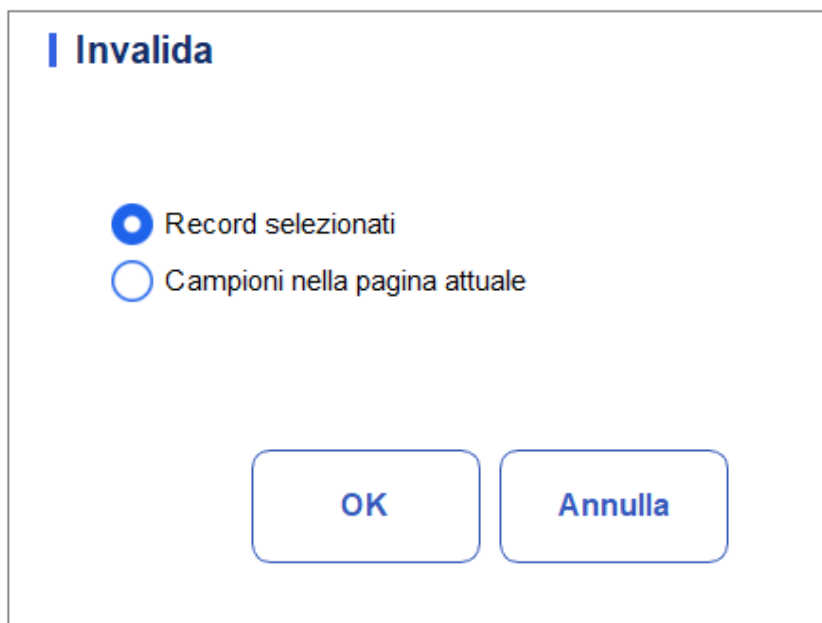 Invalida
Record selezionati
Campioni nella pagina attuale
OK Annulla